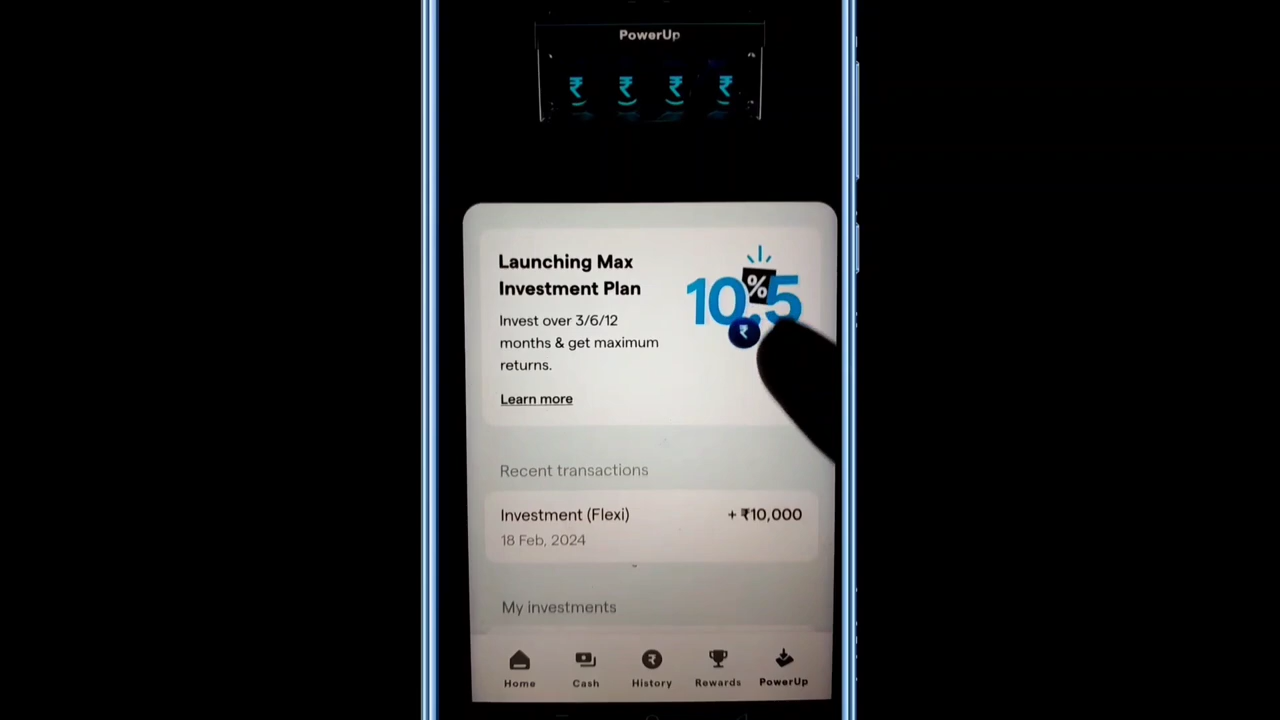 PowerUp
₹ ₹ ₹ ₹
Launching Max
Investment Plan
10.5
%
₹
Invest over 3/6/12
months & get maximum
returns.
Learn more
Recent transactions
Investment (Flexi)
+ ₹10,000
18 Feb, 2024
My investments
Home
Cash
₹
History
Rewards
PowerUp